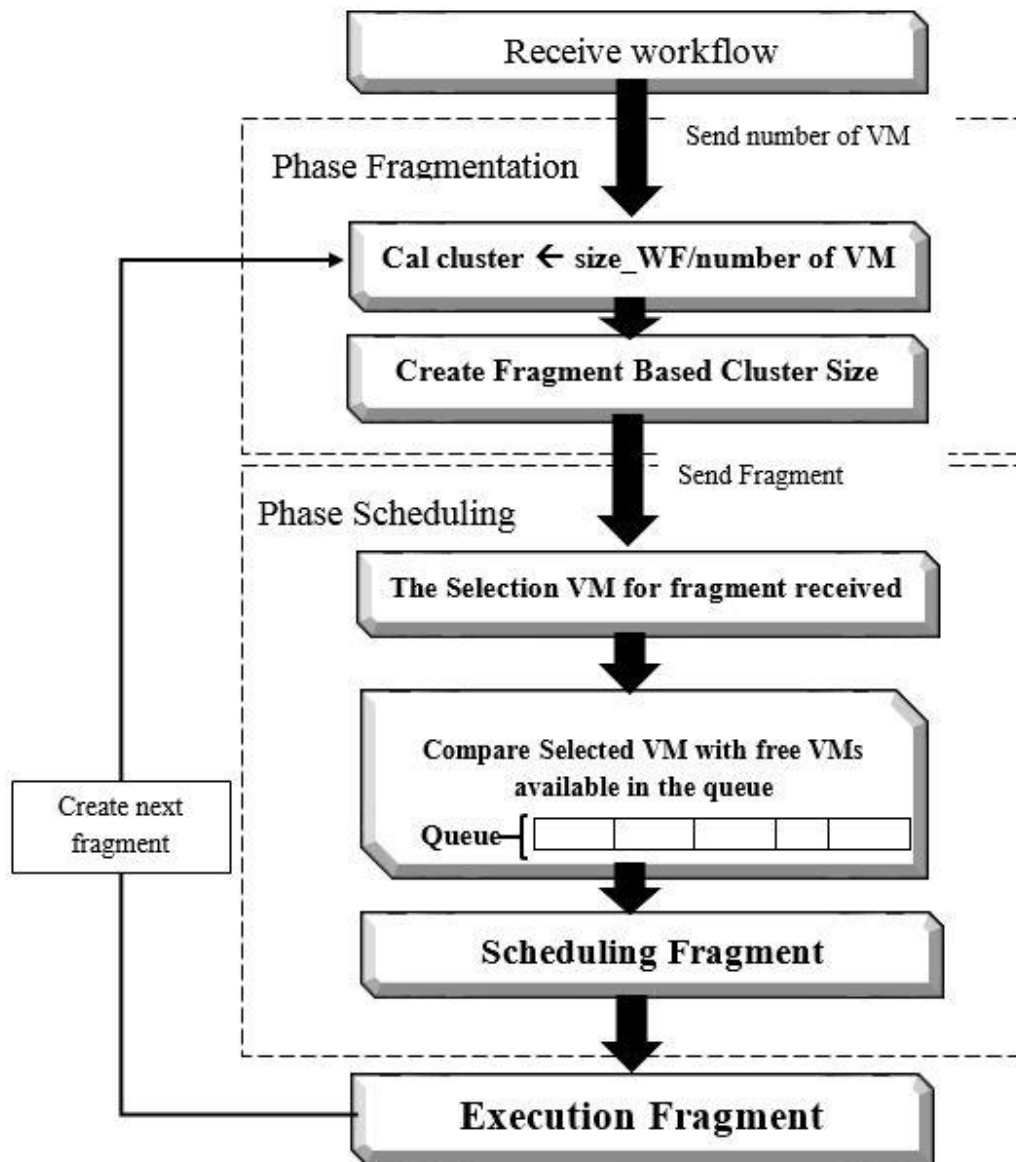 Receive workflow
Send number of VM
Phase Fragmentation
Cal cluster ← size_WF/number of VM
Create Fragment Based Cluster Size
Send Fragment
Phase Scheduling
The Selection VM for fragment received
Compare Selected VM with free VMs
available in the queue
Queue
Create next
fragment
Scheduling Fragment
Execution Fragment